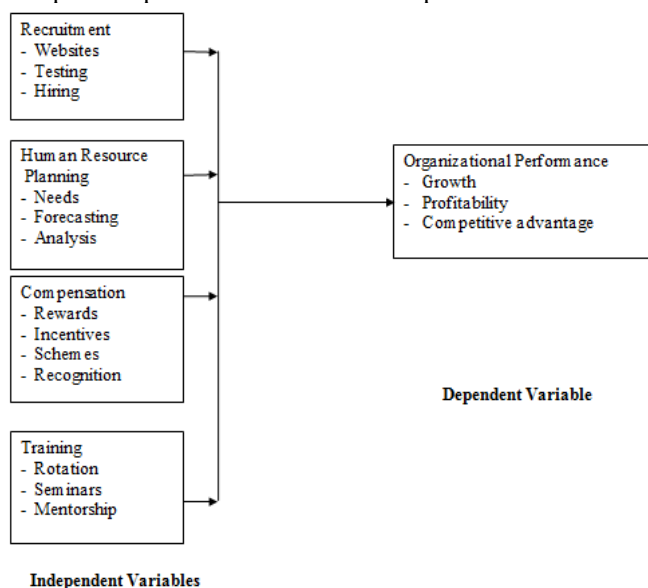 Recruitment
- Websites
- Testing
- Hiring
Human Resource
Planning
- Needs
- Forecasting
- Analysis
Compensation
- Rewards
- Incentives
- Schemes
- Recognition
Training
- Rotation
- Seminars
- Mentorship
Independent Variables
Organizational Performance
- Growth
- Profitability
- Competitive advantage
Dependent Variable